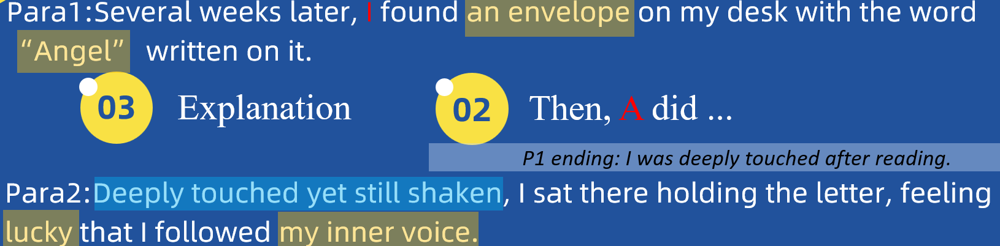 Para1:Several weeks later, I found an envelope on my desk with the word
“Angel” written on it.
03 Explanation 02 Then, A did ...
P1 ending: I was deeply touched after reading.
Para2:Deeply touched yet still shaken, I sat there holding the letter, feeling
lucky that I followed my inner voice.